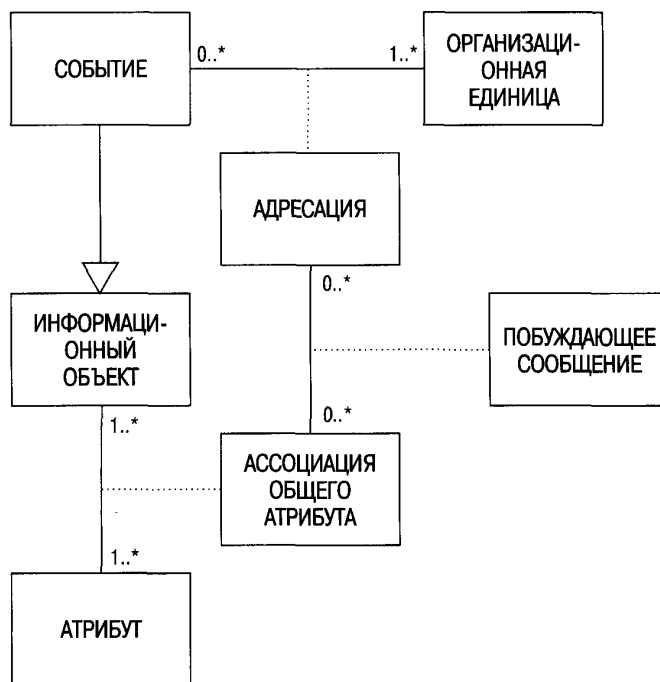 СОБЫТИЕ
0..*
1..*
ОРГАНИЗАЦИ-
ОННАЯ
ЕДИНИЦА
АДРЕСАЦИЯ
0..*
ИНФОРМАЦИ-
ОННЫЙ
ОБЪЕКТ
ПОБУЖДАЮЩЕЕ
СООБЩЕНИЕ
1..*
0..*
АССОЦИАЦИЯ
ОБЩЕГО
АТРИБУТА
1..*
АТРИБУТ